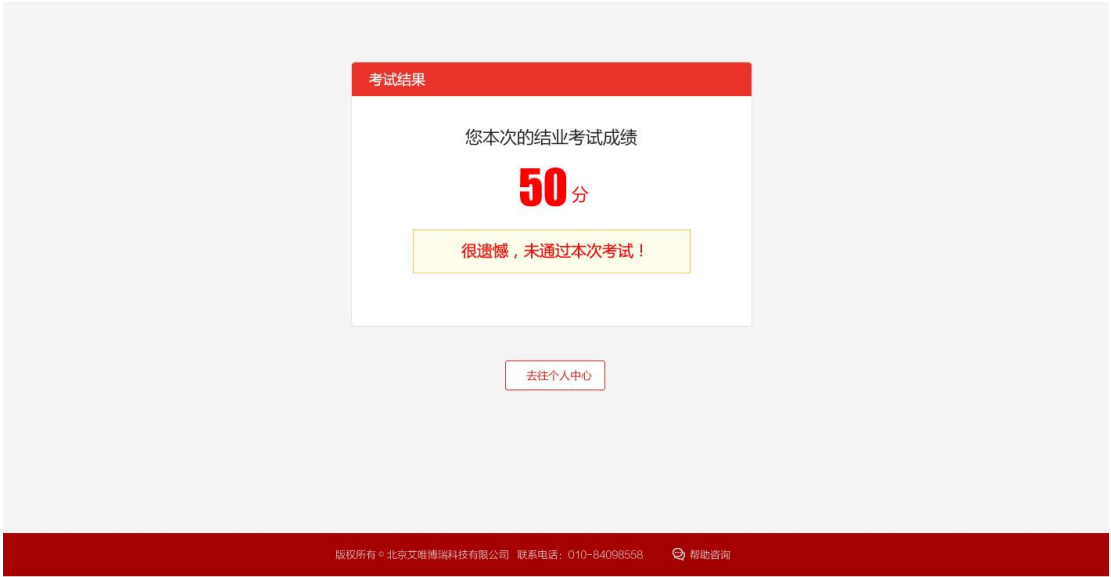 考试结果
您本次的结业考试成绩
50分
很遗憾，未通过本次考试！
去往个人中心
版权所有©北京艾唯博瑞科技有限公司 联系电话：010-84098558 帮助咨询